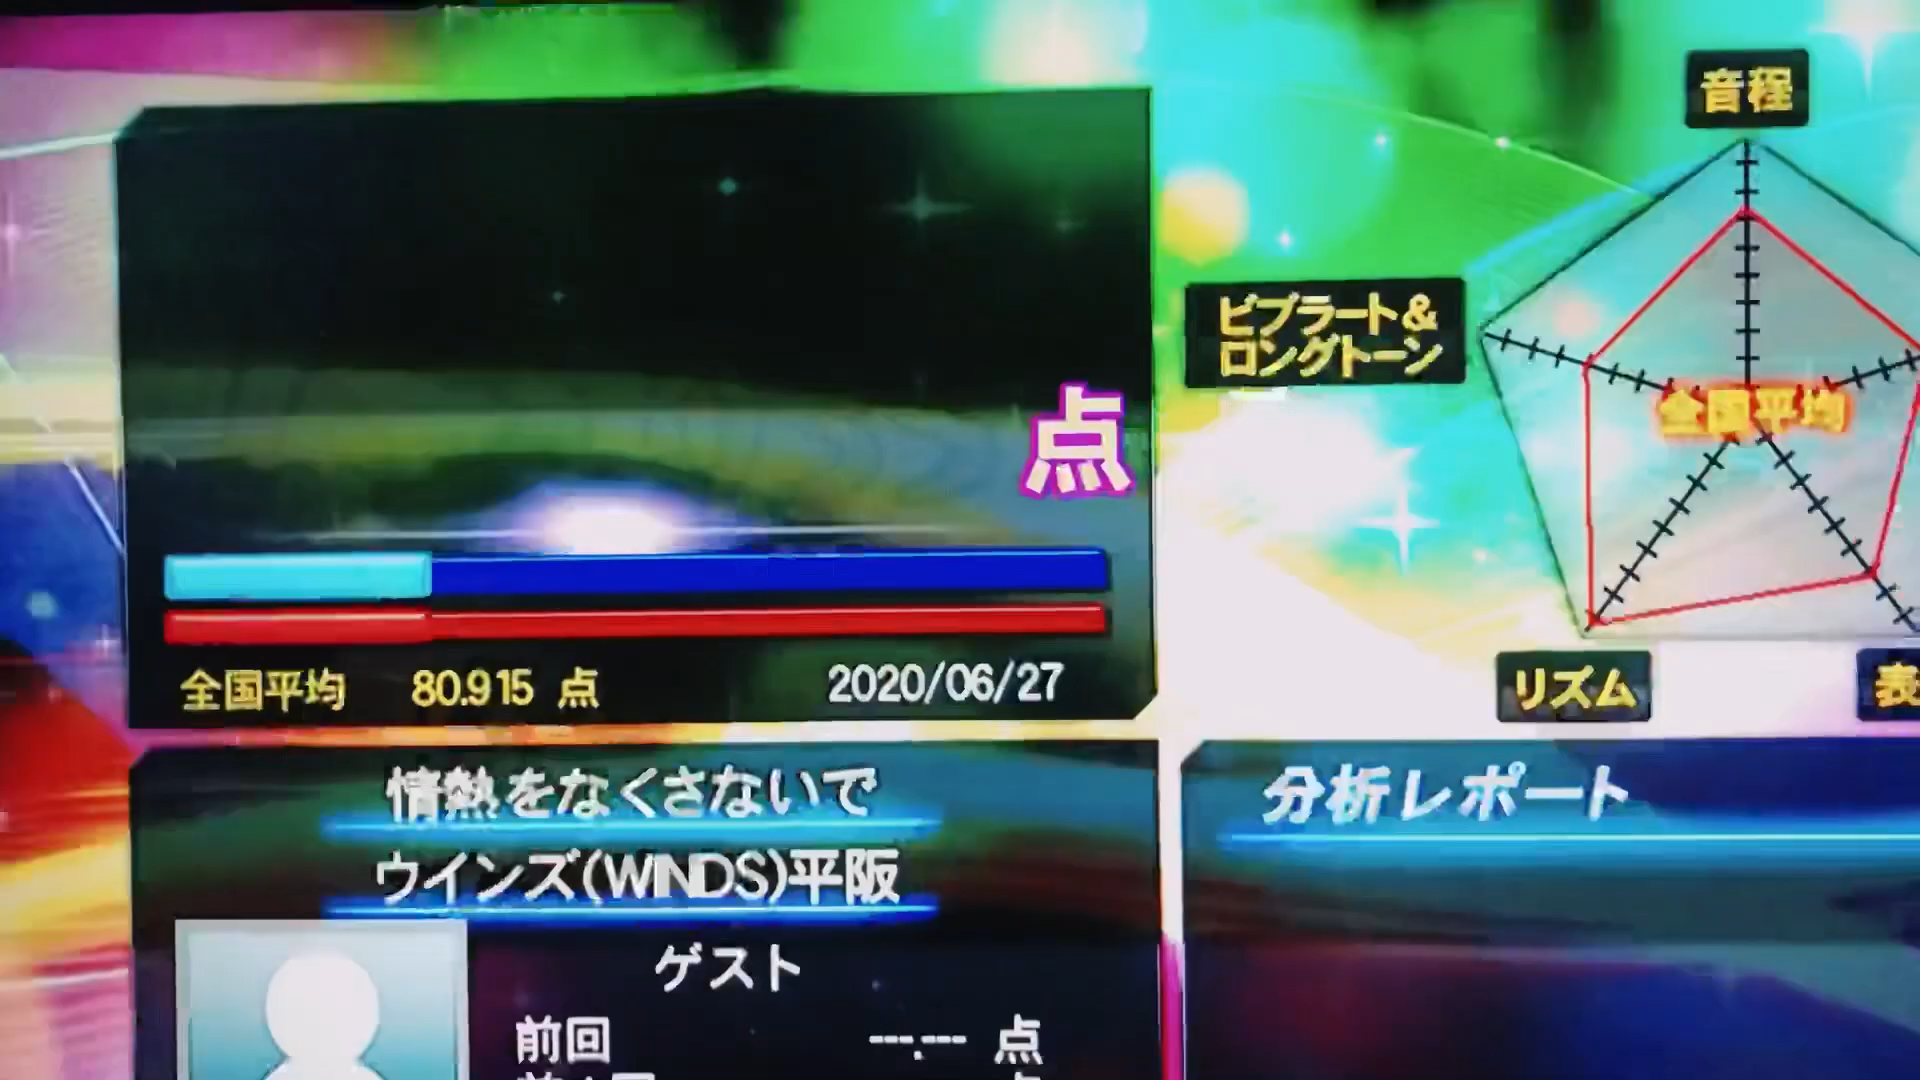 音程
ビブラート&
ロングトーン
全国平均
点
リズム
表
全国平均 80.915 点 2020/06/27
情熱をなくさないで
ウインズ(WINDS)平阪
分析レポート
ゲスト
前回 ---.--- 点